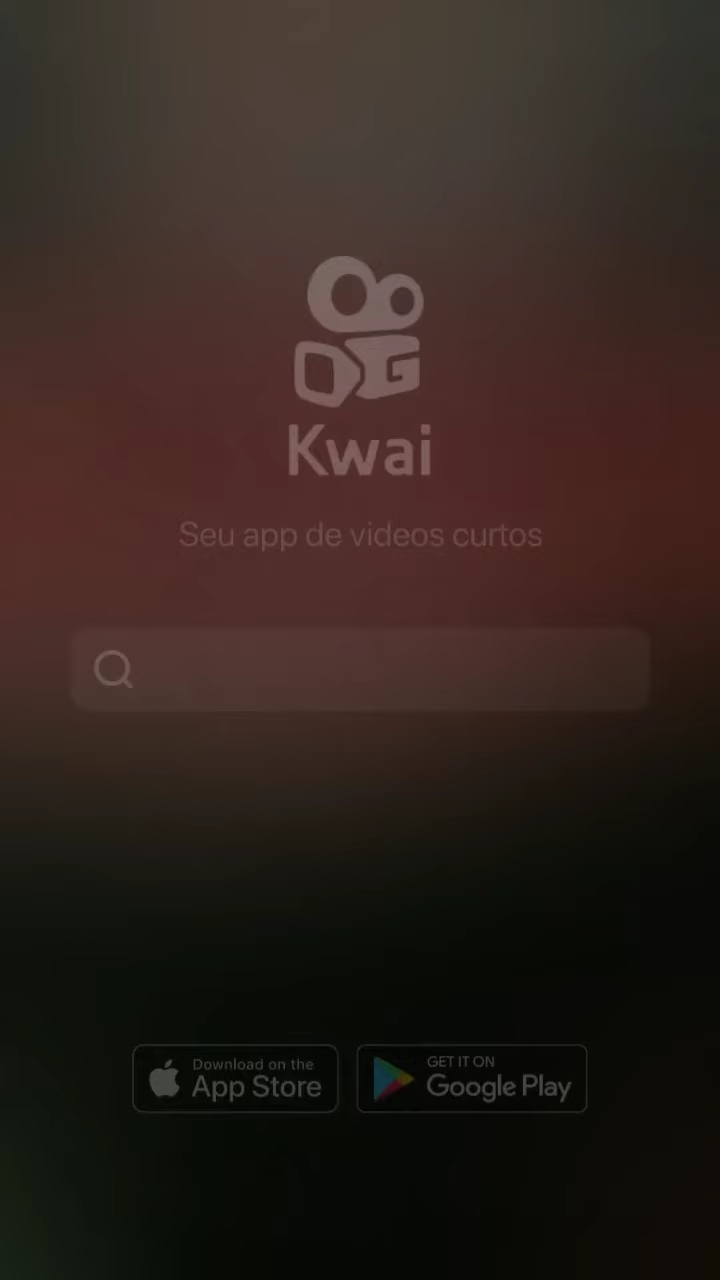 Kwai
Seu app de videos curtos
Download on the
App Store
GET IT ON
Google Play